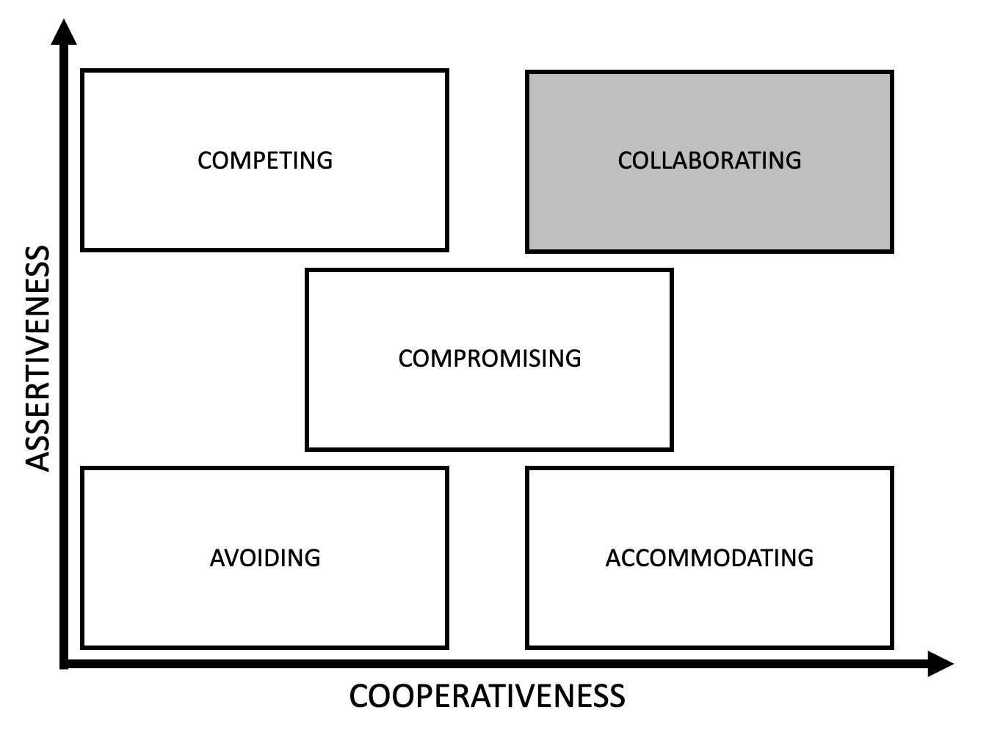 COMPETING
COLLABORATING
ASSERTIVENESS
COMPROMISING
AVOIDING
ACCOMMODATING
COOPERATIVENESS